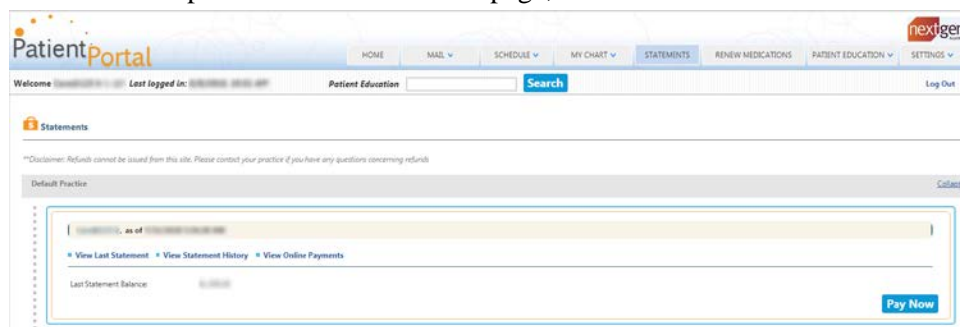 page,
nextgen
PatientPortal
HOME MAIL SCHEDULE MY CHART STATEMENTS RENEW MEDICATIONS PATIENT EDUCATION SETTINGS
Welcome Last logged in: Patient Education Search Log Out
Statements
**Disclaimer: Refunds cannot be issued from this site. Please contact your practice if you have any questions concerning refunds
Default Practice Collaps
, as of
View Last Statement View Statement History View Online Payments
Last Statement Balance:
Pay Now